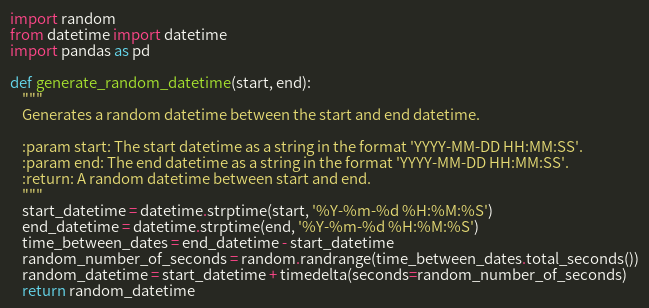 import random
from datetime import datetime
import pandas as pd

def generate_random_datetime(start, end):
    """
    Generates a random datetime between the start and end datetime.

    :param start: The start datetime as a string in the format 'YYYY-MM-DD HH:MM:SS'.
    :param end: The end datetime as a string in the format 'YYYY-MM-DD HH:MM:SS'.
    :return: A random datetime between start and end.
    """
    start_datetime = datetime.strptime(start, '%Y-%m-%d %H:%M:%S')
    end_datetime = datetime.strptime(end, '%Y-%m-%d %H:%M:%S')
    time_between_dates = end_datetime - start_datetime
    random_number_of_seconds = random.randrange(time_between_dates.total_seconds())
    random_datetime = start_datetime + timedelta(seconds=random_number_of_seconds)
    return random_datetime